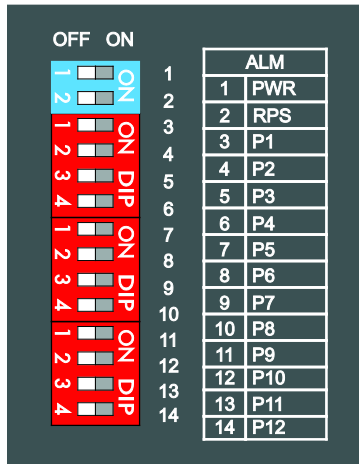 OFF ON
1 ON 1
2 2
1 ON 3
2 4
3 DIP 5
4 6
1 ON 7
2 8
3 DIP 9
4 10
1 ON 11
2 12
3 DIP 13
4 14
ALM
1 PWR
2 RPS
3 P1
4 P2
5 P3
6 P4
7 P5
8 P6
9 P7
10 P8
11 P9
12 P10
13 P11
14 P12